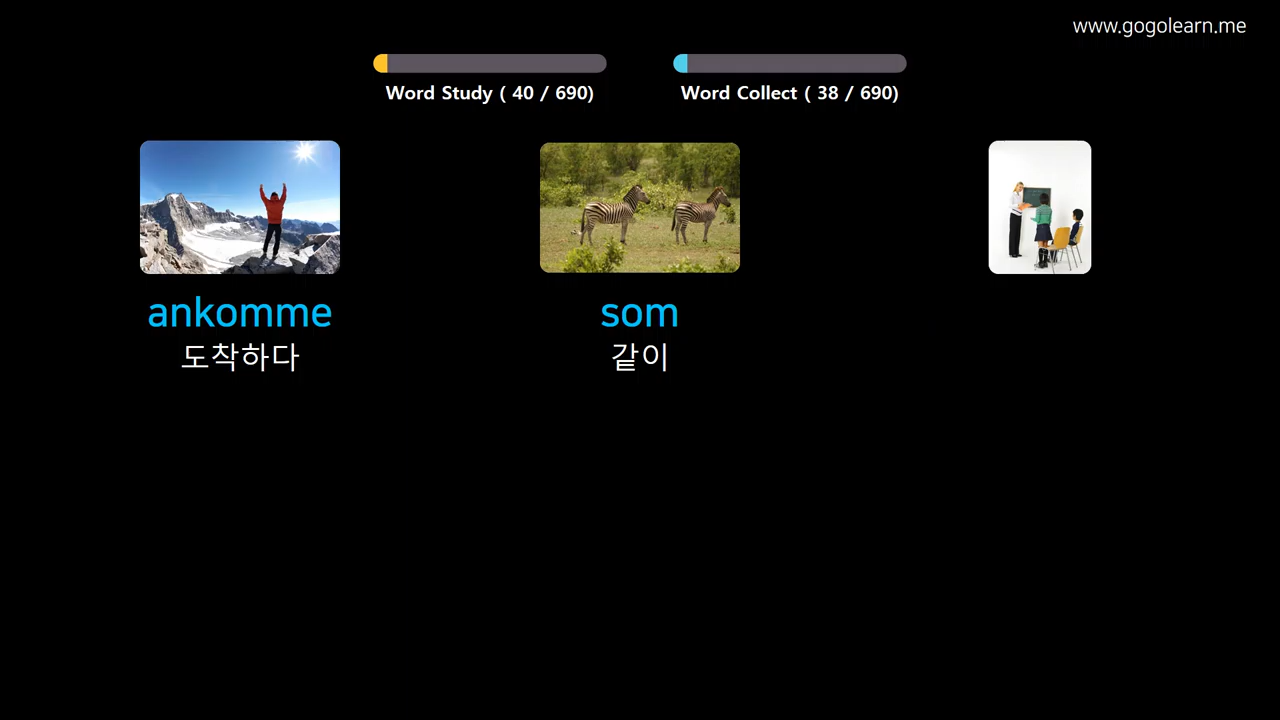 www.gogolearn.me
Word Study ( 40 / 690)
Word Collect ( 38 / 690)
ankomme
도착하다
som
같이